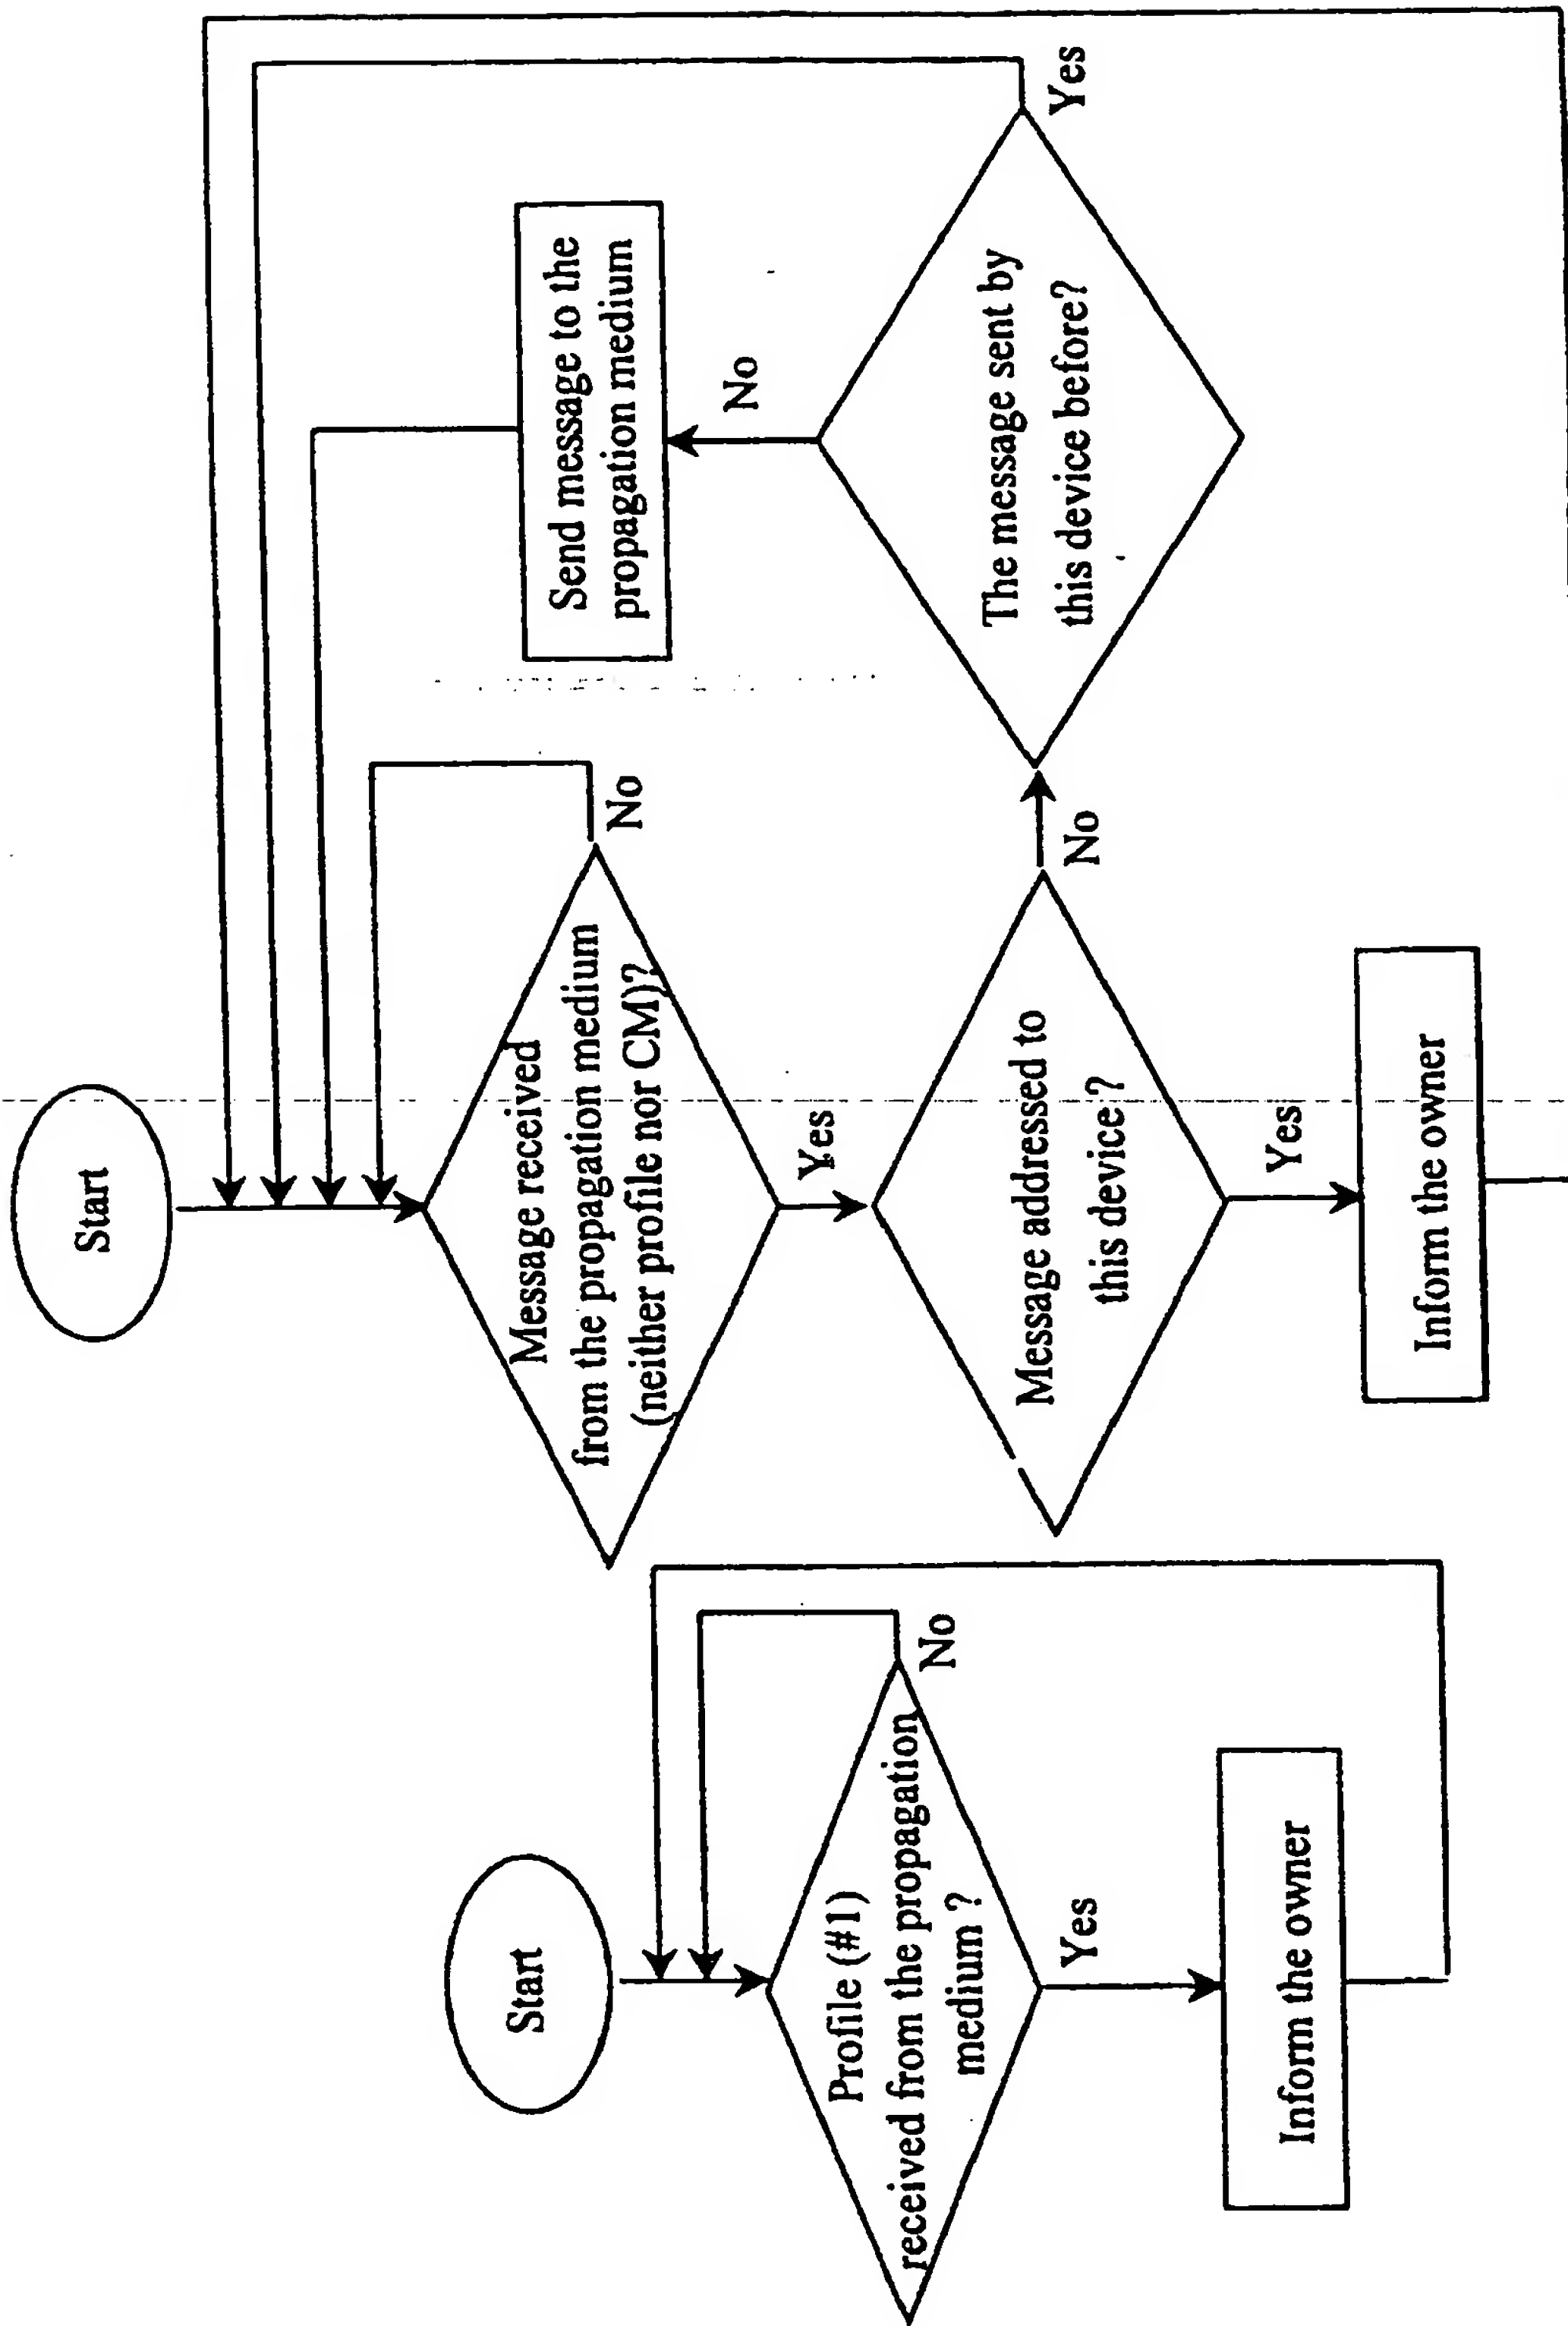 Start
Profile (#1)
received from the propagation
medium ?
No
Yes
Inform the owner
Start
Message received
from the propagation medium
(neither profile nor CM)?
No
Yes
Message addressed to
this device ?
No
Yes
Inform the owner
The message sent by
this device before?
Yes
No
Send message to the
propagation medium